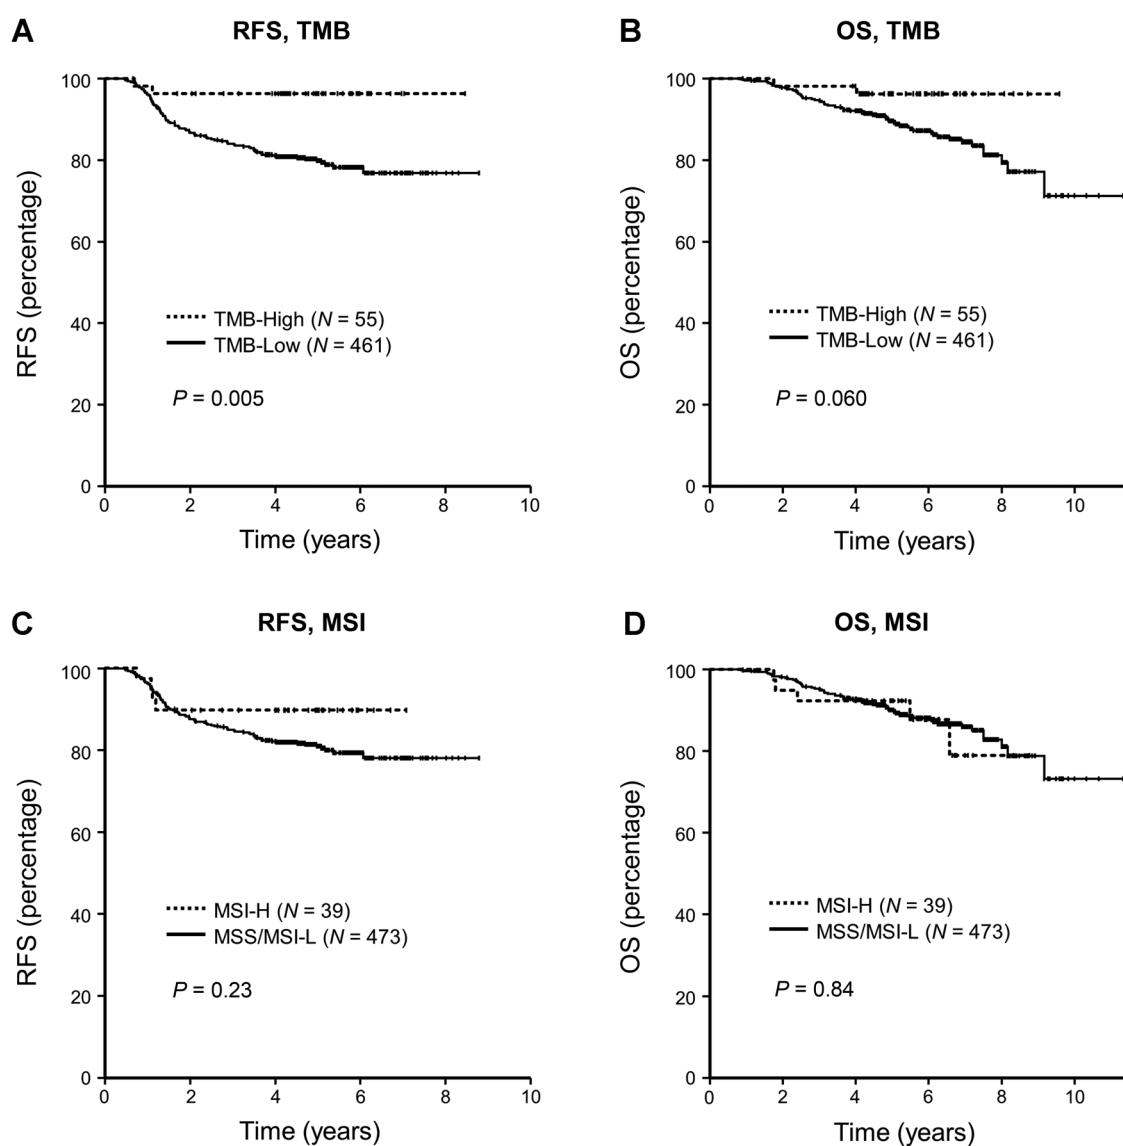 A
RFS, TMB
RFS (percentage)
100
80
60
40
20
0
TMB-High (N = 55)
TMB-Low (N = 461)
P = 0.005
0 2 4 6 8 10
Time (years)
B
OS, TMB
OS (percentage)
100
80
60
40
20
0
TMB-High (N = 55)
TMB-Low (N = 461)
P = 0.060
0 2 4 6 8 10
Time (years)
C
RFS, MSI
RFS (percentage)
100
80
60
40
20
0
MSI-H (N = 39)
MSS/MSI-L (N = 473)
P = 0.23
0 2 4 6 8 10
Time (years)
D
OS, MSI
OS (percentage)
100
80
60
40
20
0
MSI-H (N = 39)
MSS/MSI-L (N = 473)
P = 0.84
0 2 4 6 8 10
Time (years)